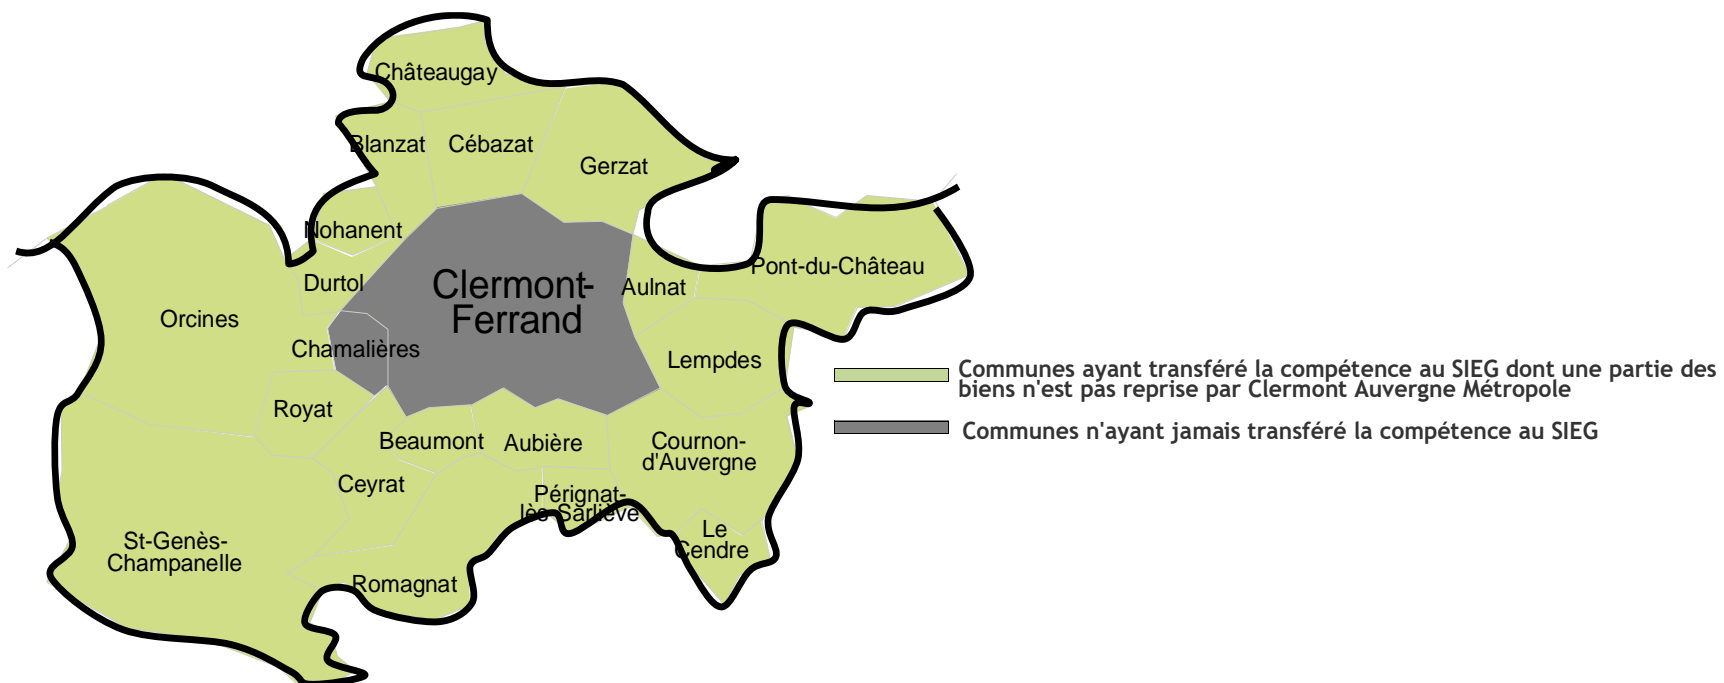 Châteaugay
Blanzat
Cébazat
Gerzat
Nohanent
Durtol
Clermont-
Ferrand
Aulnat
Pont-du-Château
Orcines
Chamalières
Lempdes
Royat
Beaumont
Aubière
Cournon-
d'Auvergne
Ceyrat
Pérignat-
lès-Sarliève
St-Genès-
Champanelle
Le
Cendre
Romagnat
Communes ayant transféré la compétence au SIEG dont une partie des
biens n'est pas reprise par Clermont Auvergne Métropole
Communes n'ayant jamais transféré la compétence au SIEG